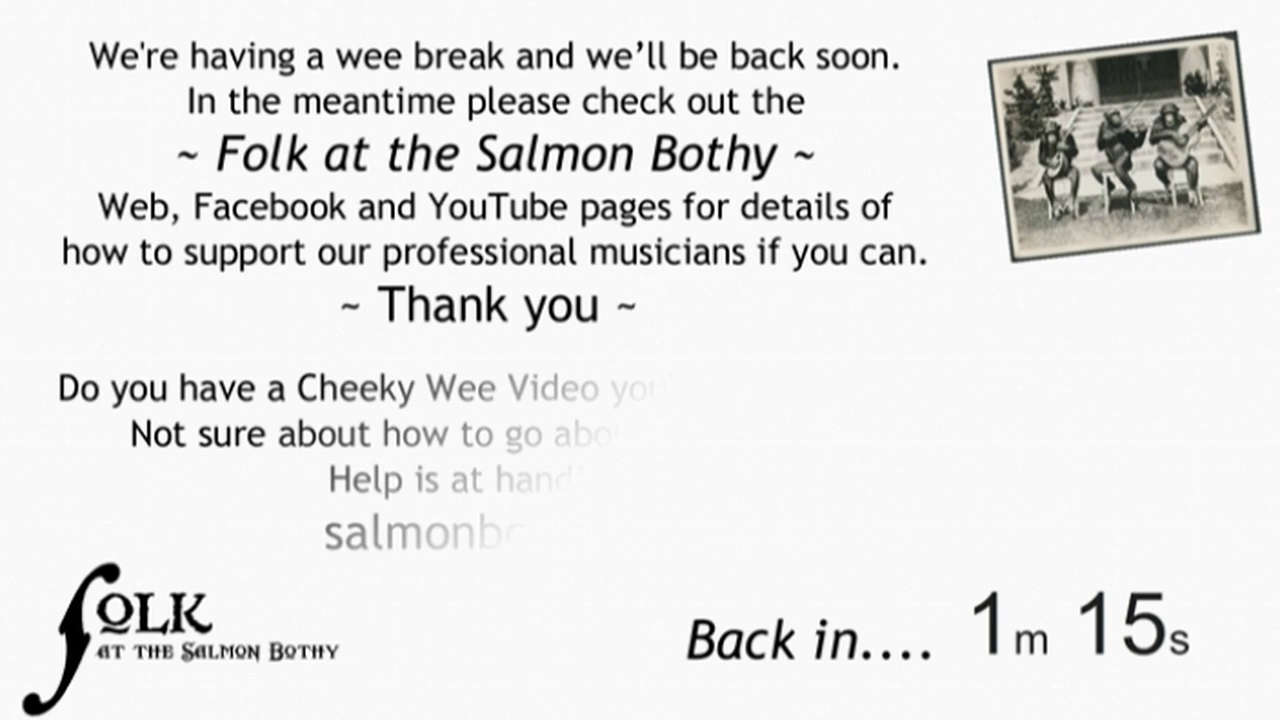 We're having a wee break and we’ll be back soon.
In the meantime please check out the
~ Folk at the Salmon Bothy ~
Web, Facebook and YouTube pages for details of
how to support our professional musicians if you can.
~ Thank you ~
Do you have a Cheeky Wee Video
Not sure about how to go
Help is at hand
FOLK
AT THE SALMON BOTHY
Back in.... 1m 15s